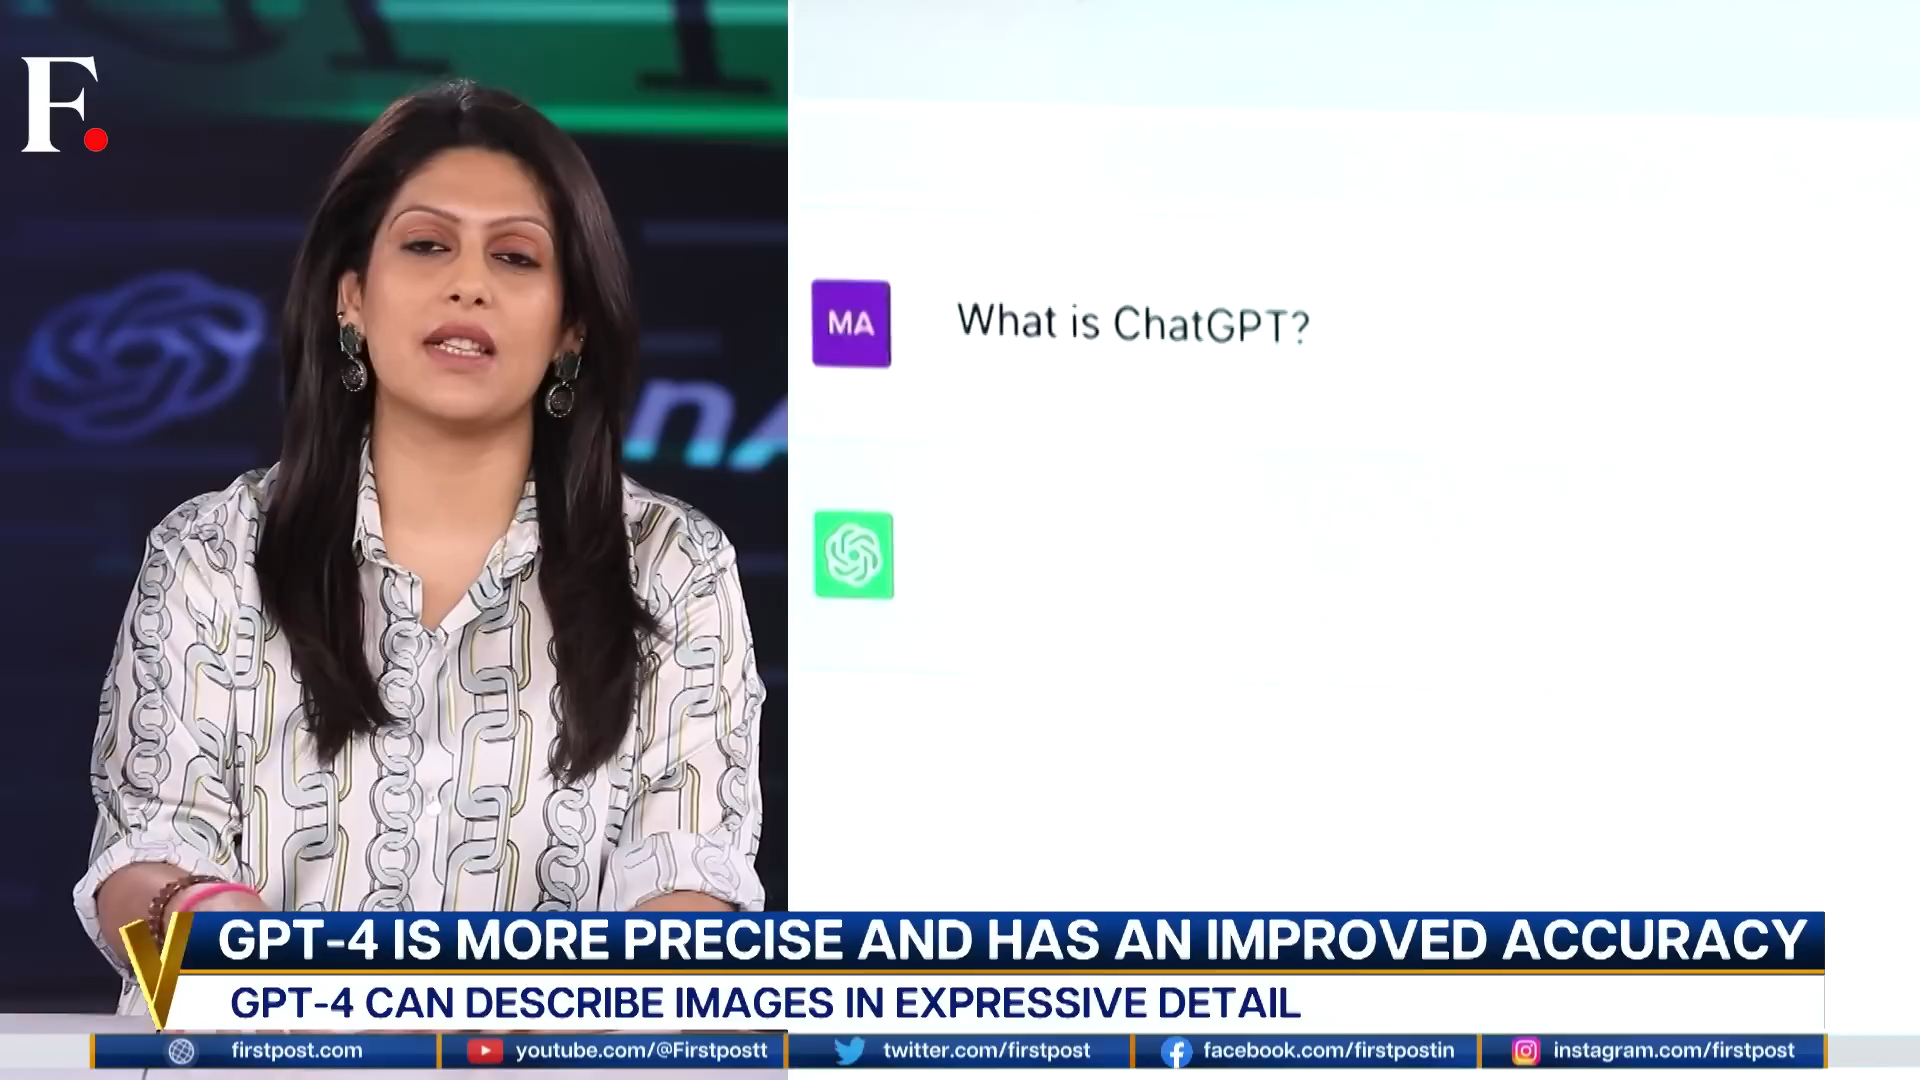 F.
nA
MA
What is ChatGPT?
V
GPT-4 IS MORE PRECISE AND HAS AN IMPROVED ACCURACY
GPT-4 CAN DESCRIBE IMAGES IN EXPRESSIVE DETAIL
firstpost.com
youtube.com/@Firstpostt
twitter.com/firstpost
facebook.com/firstpostin
instagram.com/firstpost